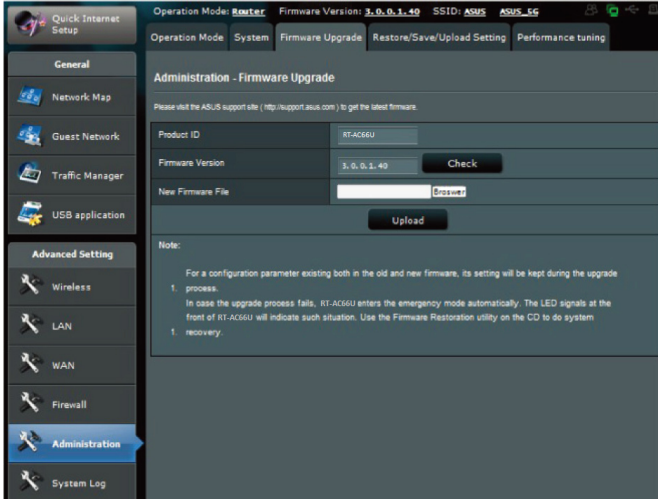 Quick Internet
Setup
Operation Mode: Router Firmware Version: 3.0.0.1.40 SSID: ASUS ASUS_5G
Operation Mode System Firmware Upgrade Restore/Save/Upload Setting Performance tuning
General
Network Map
Guest Network
Traffic Manager
USB application
Advanced Setting
Wireless
LAN
WAN
Firewall
Administration
System Log
Administration - Firmware Upgrade
Please visit the ASUS support site ( http://support.asus.com ) to get the latest firmware.
Product ID RT-AC66U
Firmware Version 3.0.0.1.40 Check
New Firmware File Broswer
Upload
Note:
For a configuration parameter existing both in the old and new firmware, its setting will be kept during the upgrade
1. process.
In case the upgrade process fails, RT-AC66U enters the emergency mode automatically. The LED signals at the
front of RT-AC66U will indicate such situation. Use the Firmware Restoration utility on the CD to do system
1. recovery.